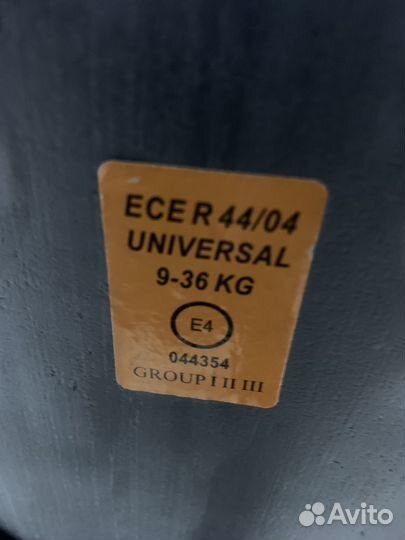 ECE R 44/04
UNIVERSAL
9-36 KG
E4
044354
GROUP I II III
Avito